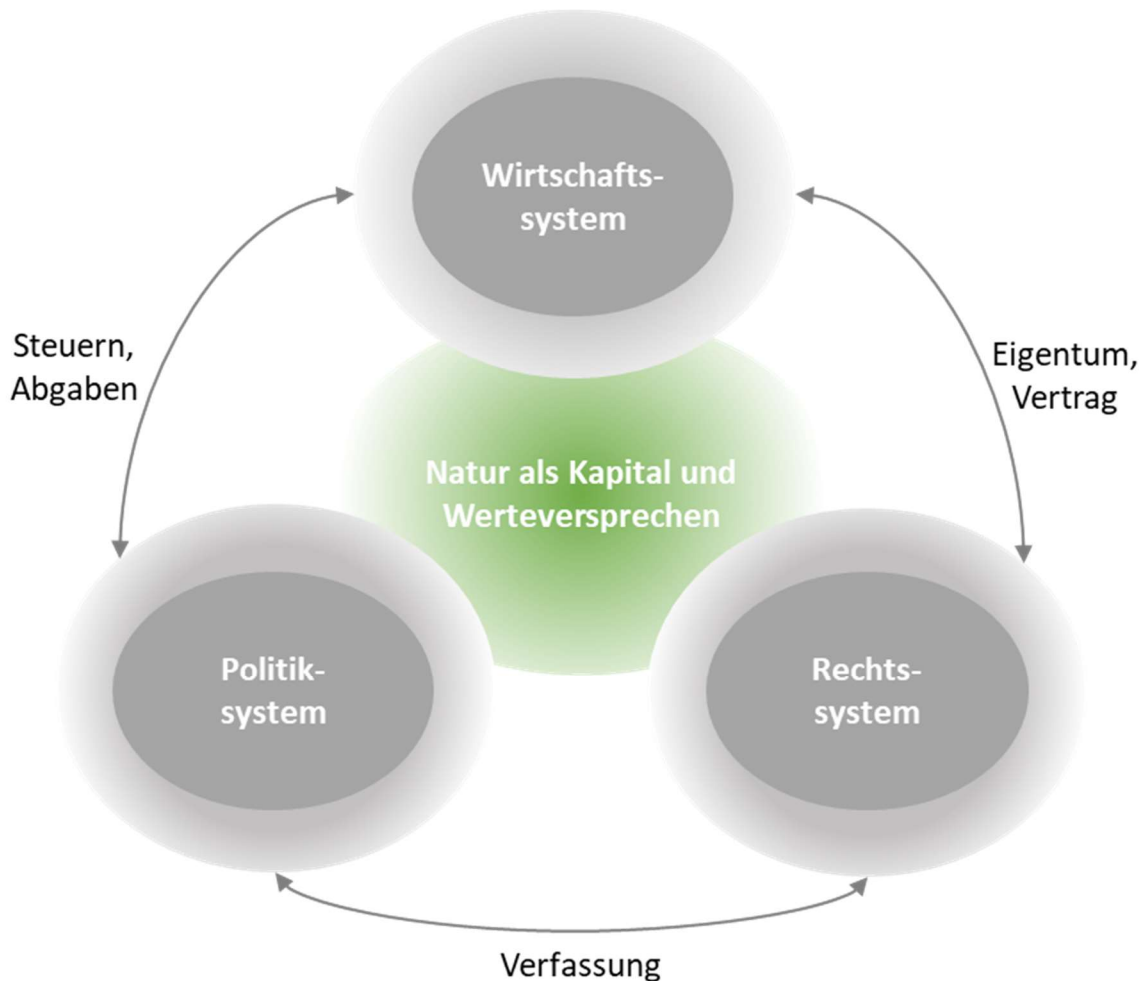 Wirtschafts-
system
Steuern,
Abgaben
Eigentum,
Vertrag
Natur als Kapital und
Werteversprechen
Politik-
system
Rechts-
system
Verfassung